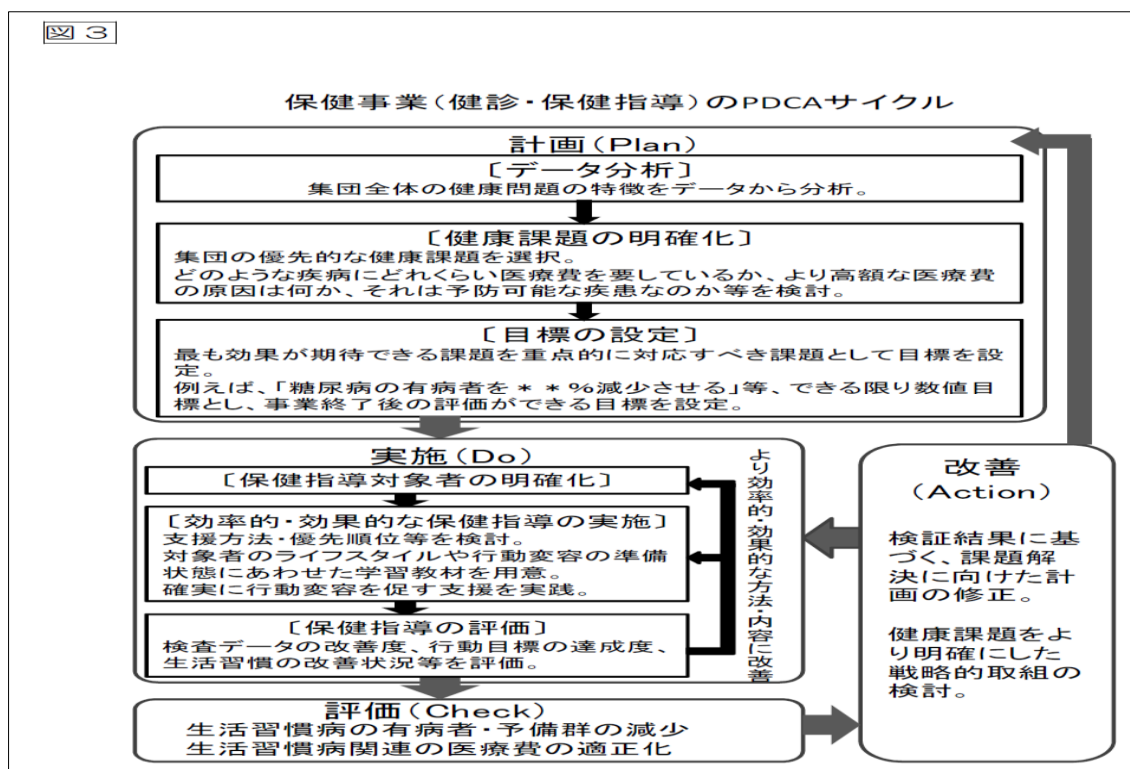 図3
保健事業(健診・保健指導)のPDCAサイクル
計画(Plan)
[データ分析]
集団全体の健康問題の特徴をデータから分析。
[健康課題の明確化]
集団の優先的な健康課題を選択。
どのような疾病にどれくらい医療費を要しているか、より高額な医療費
の原因は何か、それは予防可能な疾患なのか等を検討。
[目標の設定]
最も効果が期待できる課題を重点的に対応すべき課題として目標を設
定。
例えば、「糖尿病の有病者を**%減少させる」等、できる限り数値目
標とし、事業終了後の評価ができる目標を設定。
実施(Do)
[保健指導対象者の明確化]
[効率的・効果的な保健指導の実施]
支援方法・優先順位等を検討。
対象者のライフスタイルや行動変容の準備
状態にあわせた学習教材を用意。
確実に行動変容を促す支援を実践。
[保健指導の評価]
検査データの改善度、行動目標の達成度、
生活習慣の改善状況等を評価。
より効率的・効果的な方法・内容に改善
評価(Check)
生活習慣病の有病者・予備群の減少
生活習慣病関連の医療費の適正化
改善
(Action)
検証結果に基
づく、課題解
決に向けた計
画の修正。
健康課題をよ
り明確にした
戦略的取組の
検討。